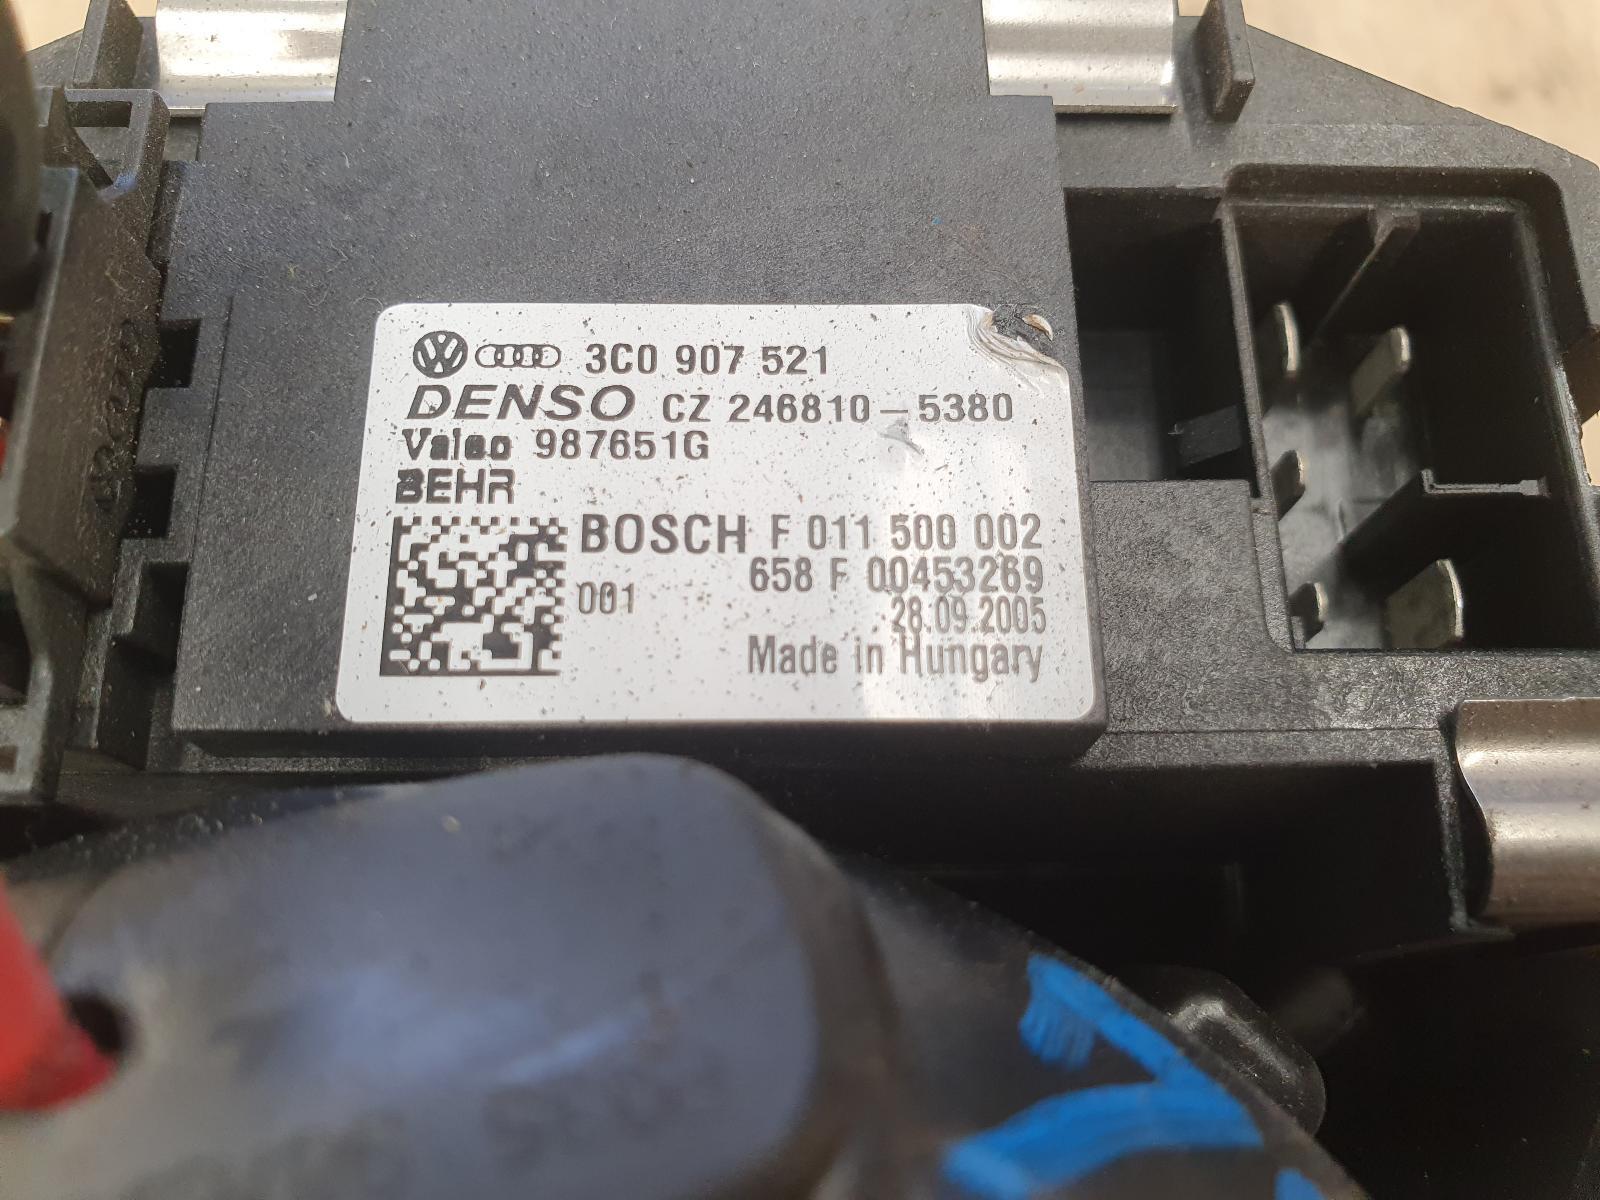 3C0 907 521
DENSO CZ 246810-5380
Valeo 987651G
BEHR
BOSCH F 011 500 002
658 F 00453269
001
28.09.2005
Made in Hungary